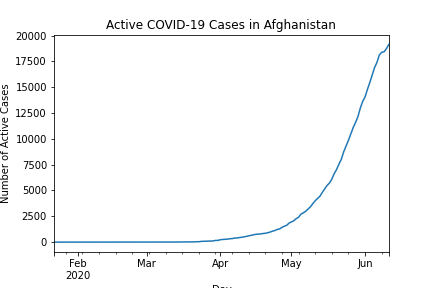 Active COVID-19 Cases in Afghanistan
Number of Active Cases
20000
17500
15000
12500
10000
7500
5000
2500
0
Feb
2020
Mar
Apr
May
Jun